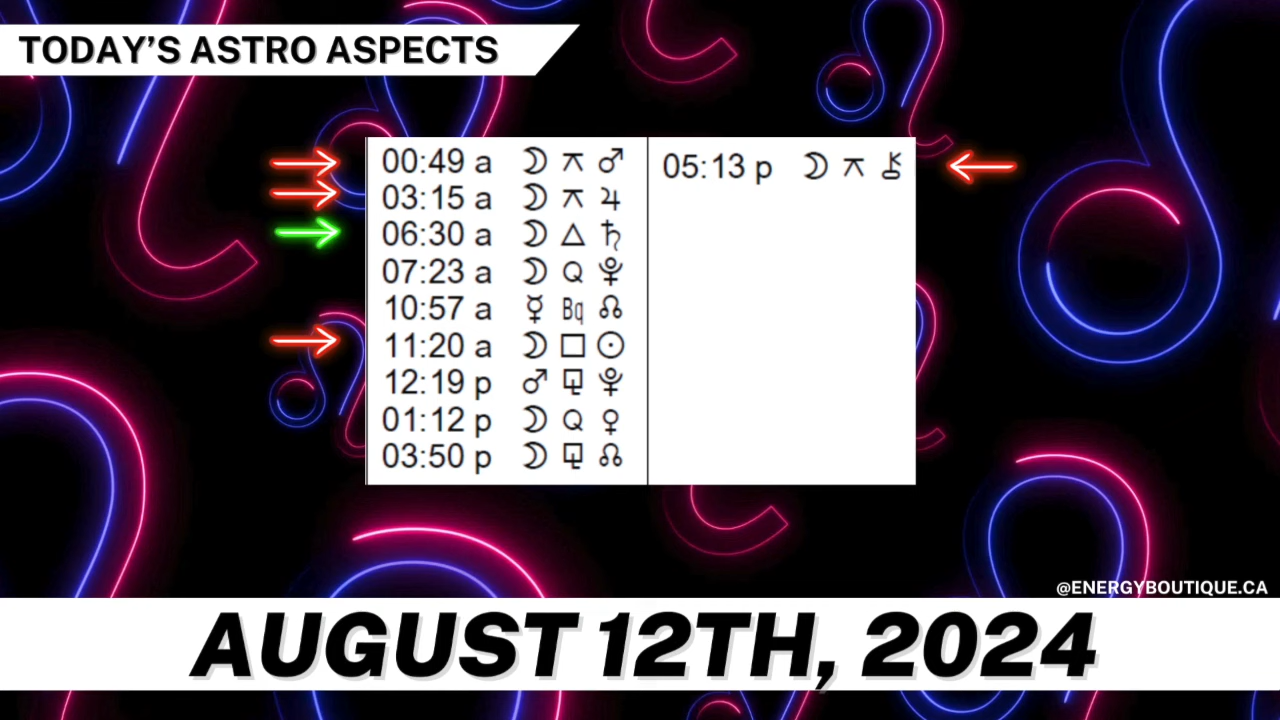 TODAY’S ASTRO ASPECTS
00:49 a ☽ ⚻ ♂
03:15 a ☽ ⚻ ♃
06:30 a ☽ △ ♄
07:23 a ☽ Q ⯓
10:57 a ☿ Bq ☊
11:20 a ☽ □ ☉
12:19 p ♂ ⚼ ⯓
01:12 p ☽ Q ♀
03:50 p ☽ ⚼ ☊
05:13 p ☽ ⚻ ⚷
@ENERGYBOUTIQUE.CA
AUGUST 12TH, 2024